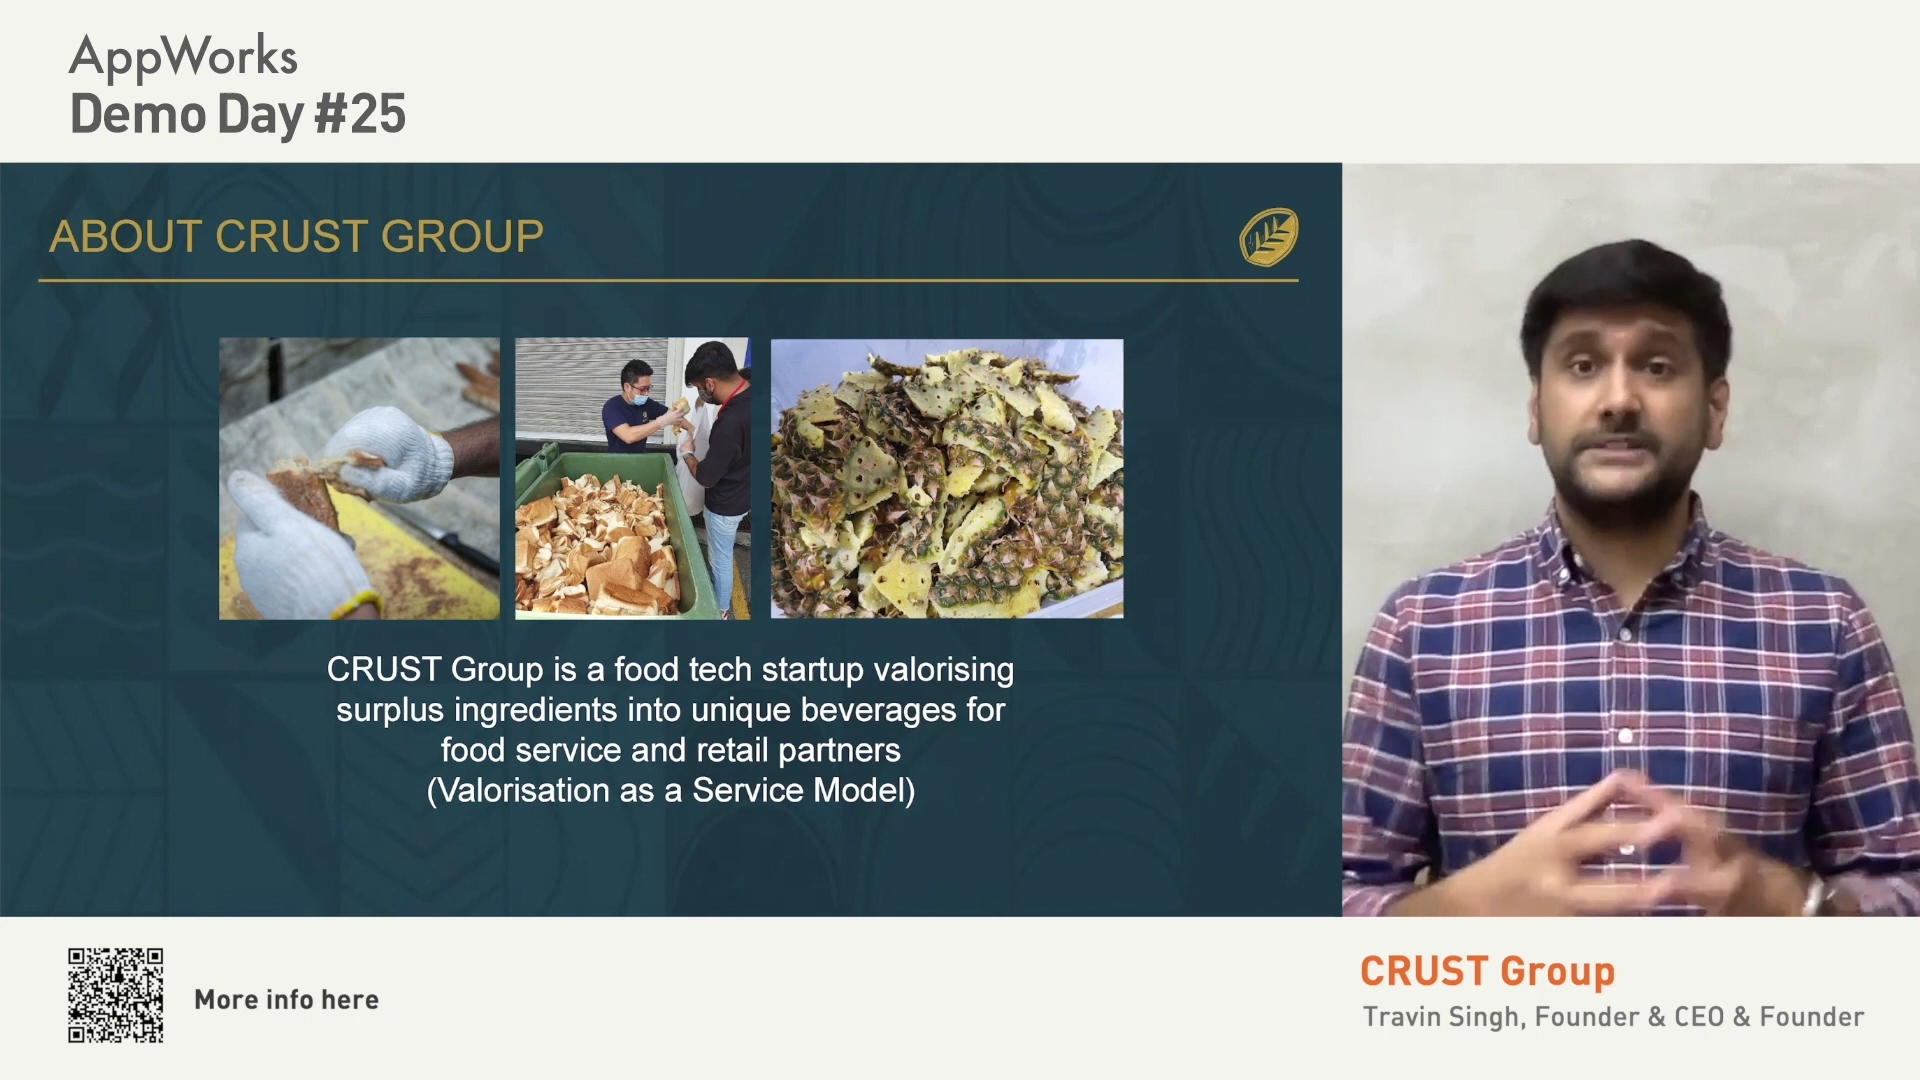 AppWorks
Demo Day #25
ABOUT CRUST GROUP
CRUST Group is a food tech startup valorising
surplus ingredients into unique beverages for
food service and retail partners
(Valorisation as a Service Model)
More info here
CRUST Group
Travin Singh, Founder & CEO & Founder